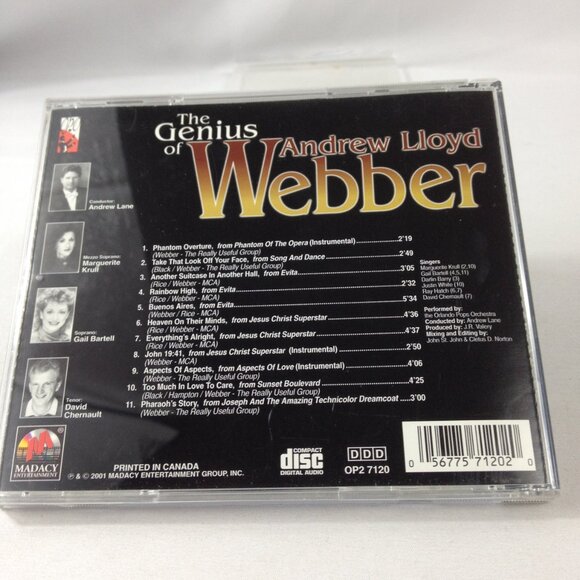 The
Genius
of
Andrew Lloyd
Webber
Conductor:
Andrew Lane
Mezzo Soprano:
Marguerite
Krull
Soprano:
Gail Bartell
Tenor:
David
Chernault
1. Phantom Overture, from Phantom Of The Opera (Instrumental)..........2'19
(Webber - The Really Useful Group)
2. Take That Look Off Your Face, from Song And Dance..........2'49
(Black / Webber - The Really Useful Group)
3. Another Suitcase In Another Hall, from Evita..........3'05
(Rice / Webber - MCA)
4. Rainbow High, from Evita..........2'32
(Rice / Webber - MCA)
5. Buenos Aires, from Evita..........5'34
(Webber / Rice - MCA)
6. Heaven On Their Minds, from Jesus Christ Superstar..........4'36
(Rice / Webber - MCA)
7. Everything's Alright, from Jesus Christ Superstar..........4'37
(Rice / Webber - MCA)
8. John 19:41, from Jesus Christ Superstar (Instrumental)..........2'50
(Webber - MCA)
9. Aspects Of Aspects, from Aspects Of Love (Instrumental)..........4'06
(Webber - The Really Useful Group)
10. Too Much In Love To Care, from Sunset Boulevard..........4'25
(Black / Hampton / Webber - The Really Useful Group)
11. Pharaoh's Story, from Joseph And The Amazing Technicolor Dreamcoat.....3'00
(Webber - The Really Useful Group)
Singers
Marguerite Krull (2,10)
Gail Bartell (4,5,11)
Darlin Barry (3)
Justin White (10)
Ray Hatch (6,7)
David Chernault (7)
Performed by:
the Orlando Pops Orchestra
Conducted by: Andrew Lane
Produced by: J.R. Valery
Mixing and Editing by:
John St. John & Cletus D. Norton
MADACY
ENTERTAINMENT
PRINTED IN CANADA
℗ & © 2001 MADACY ENTERTAINMENT GROUP, INC.
COMPACT
disc
DIGITAL AUDIO
DDD
OP2 7120
0 56775 71202 0